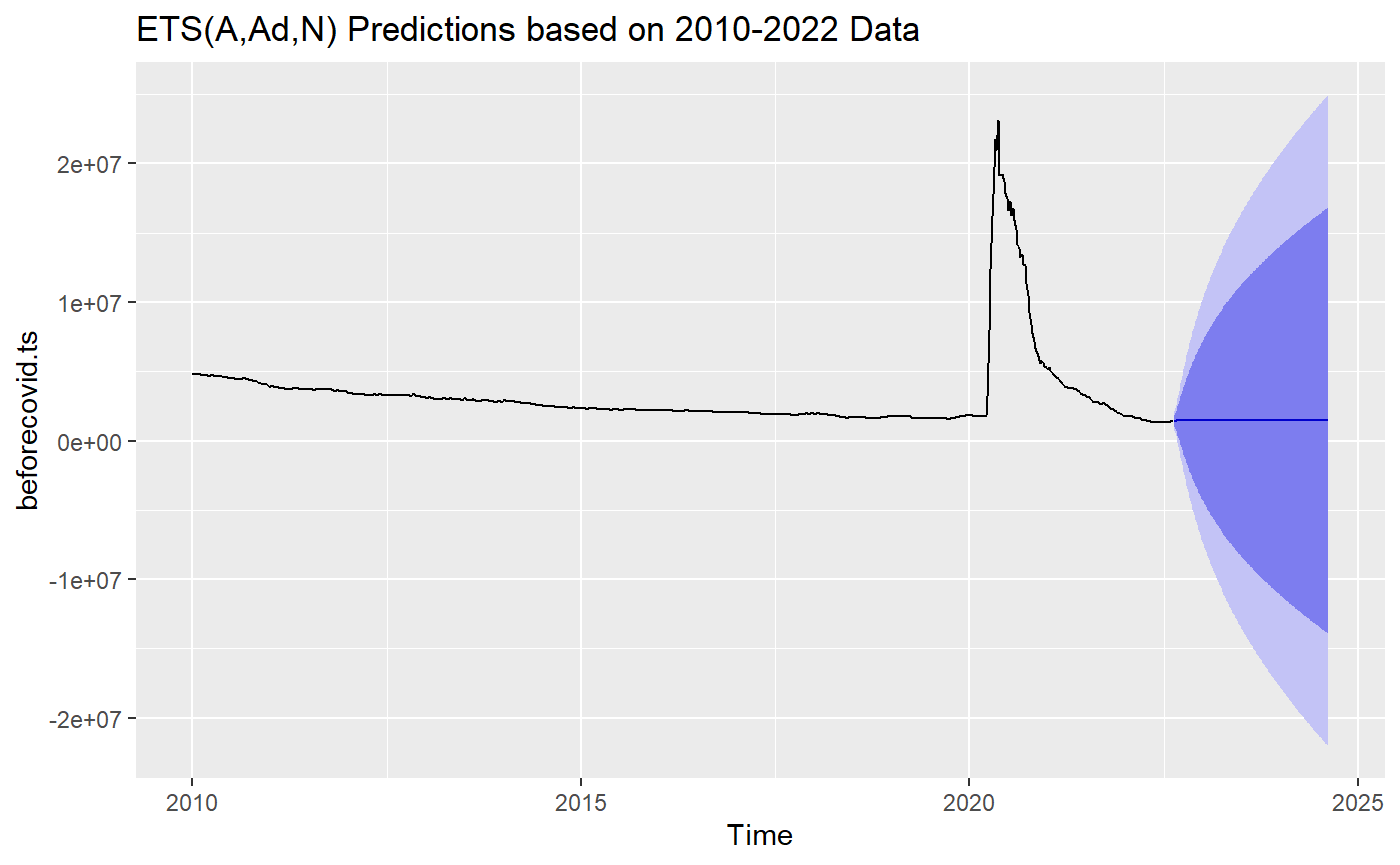 ETS(A,Ad,N) Predictions based on 2010-2022 Data
beforecovid.ts
2e+07
1e+07
0e+00
-1e+07
-2e+07
2010
2015
2020
2025
Time